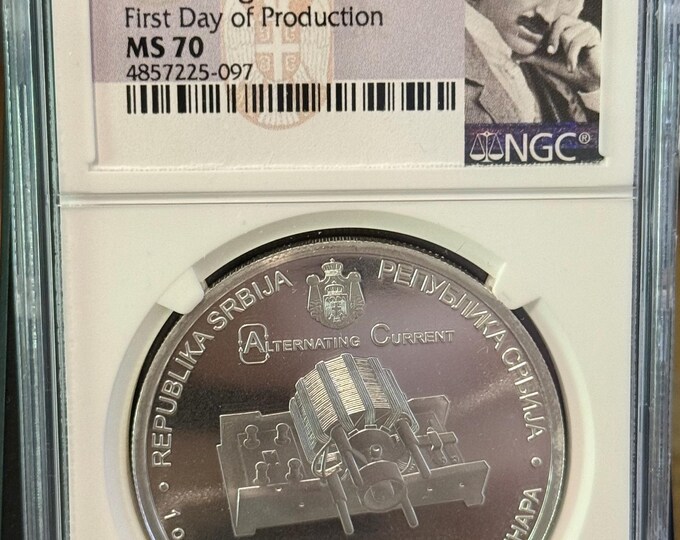 First Day of Production
MS 70
4857225-097
NGC®
REPUBLIKA SRBIJA
РЕПУБЛИКА СРБИЈА
ALTERNATING CURRENT